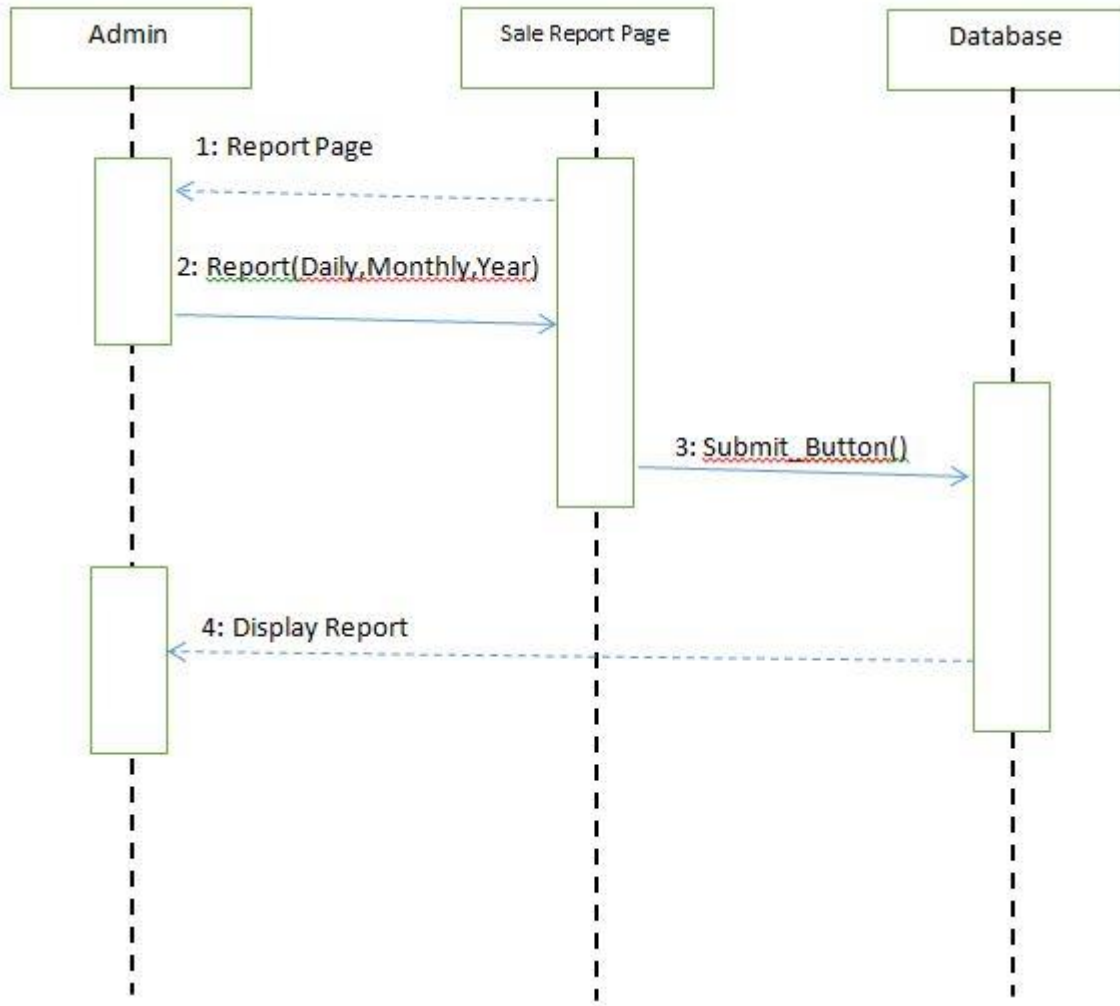 Admin
Sale Report Page
Database
1: Report Page
2: Report(Daily,Monthly,Year)
3: Submit_Button()
4: Display Report